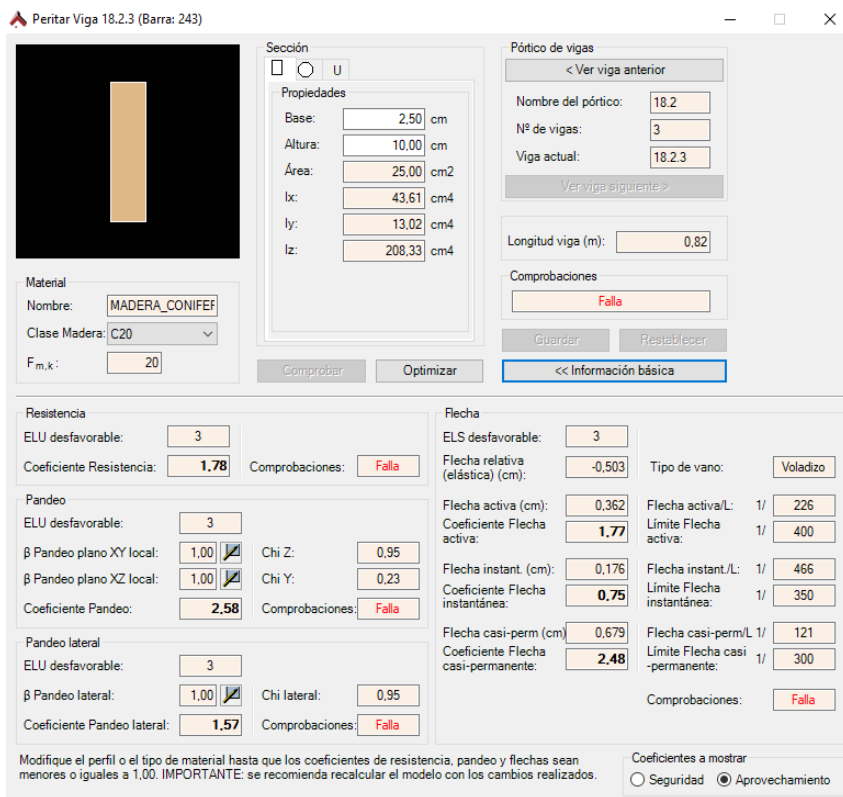 Peritar Viga 18.2.3 (Barra: 243)
Sección
U
Propiedades
Base: 2,50 cm
Altura: 10,00 cm
Área: 25,00 cm2
Ix: 43,61 cm4
Iy: 13,02 cm4
Iz: 208,33 cm4
Pórtico de vigas
< Ver viga anterior
Nombre del pórtico: 18.2
Nº de vigas: 3
Viga actual: 18.2.3
Ver viga siguiente >
Longitud viga (m): 0,82
Comprobaciones
Falla
Material
Nombre: MADERA_CONIFEF
Clase Madera: C20
Fm,k: 20
Comprobar Optimizar
Guardar Restablecer
<< Información básica
Resistencia
ELU desfavorable: 3
Coeficiente Resistencia: 1,78 Comprobaciones: Falla
Pandeo
ELU desfavorable: 3
β Pandeo plano XY local: 1,00 Chi Z: 0,95
β Pandeo plano XZ local: 1,00 Chi Y: 0,23
Coeficiente Pandeo: 2,58 Comprobaciones: Falla
Pandeo lateral
ELU desfavorable: 3
β Pandeo lateral: 1,00 Chi lateral: 0,95
Coeficiente Pandeo lateral: 1,57 Comprobaciones: Falla
Flecha
ELS desfavorable: 3
Flecha relativa
(elástica) (cm): -0,503 Tipo de vano: Voladizo
Flecha activa (cm): 0,362 Flecha activa/L: 1/ 226
Coeficiente Flecha
activa: 1,77 Límite Flecha
activa: 1/ 400
Flecha instant. (cm): 0,176 Flecha instant./L: 1/ 466
Coeficiente Flecha
instantánea: 0,75 Límite Flecha
instantánea: 1/ 350
Flecha casi-perm (cm) 0,679 Flecha casi-perm/L 1/ 121
Coeficiente Flecha
casi-permanente: 2,48 Límite Flecha casi
-permanente: 1/ 300
Comprobaciones: Falla
Modifique el perfil o el tipo de material hasta que los coeficientes de resistencia, pandeo y flechas sean
menores o iguales a 1,00. IMPORTANTE: se recomienda recalcular el modelo con los cambios realizados.
Coeficientes a mostrar
Seguridad Aprovechamiento